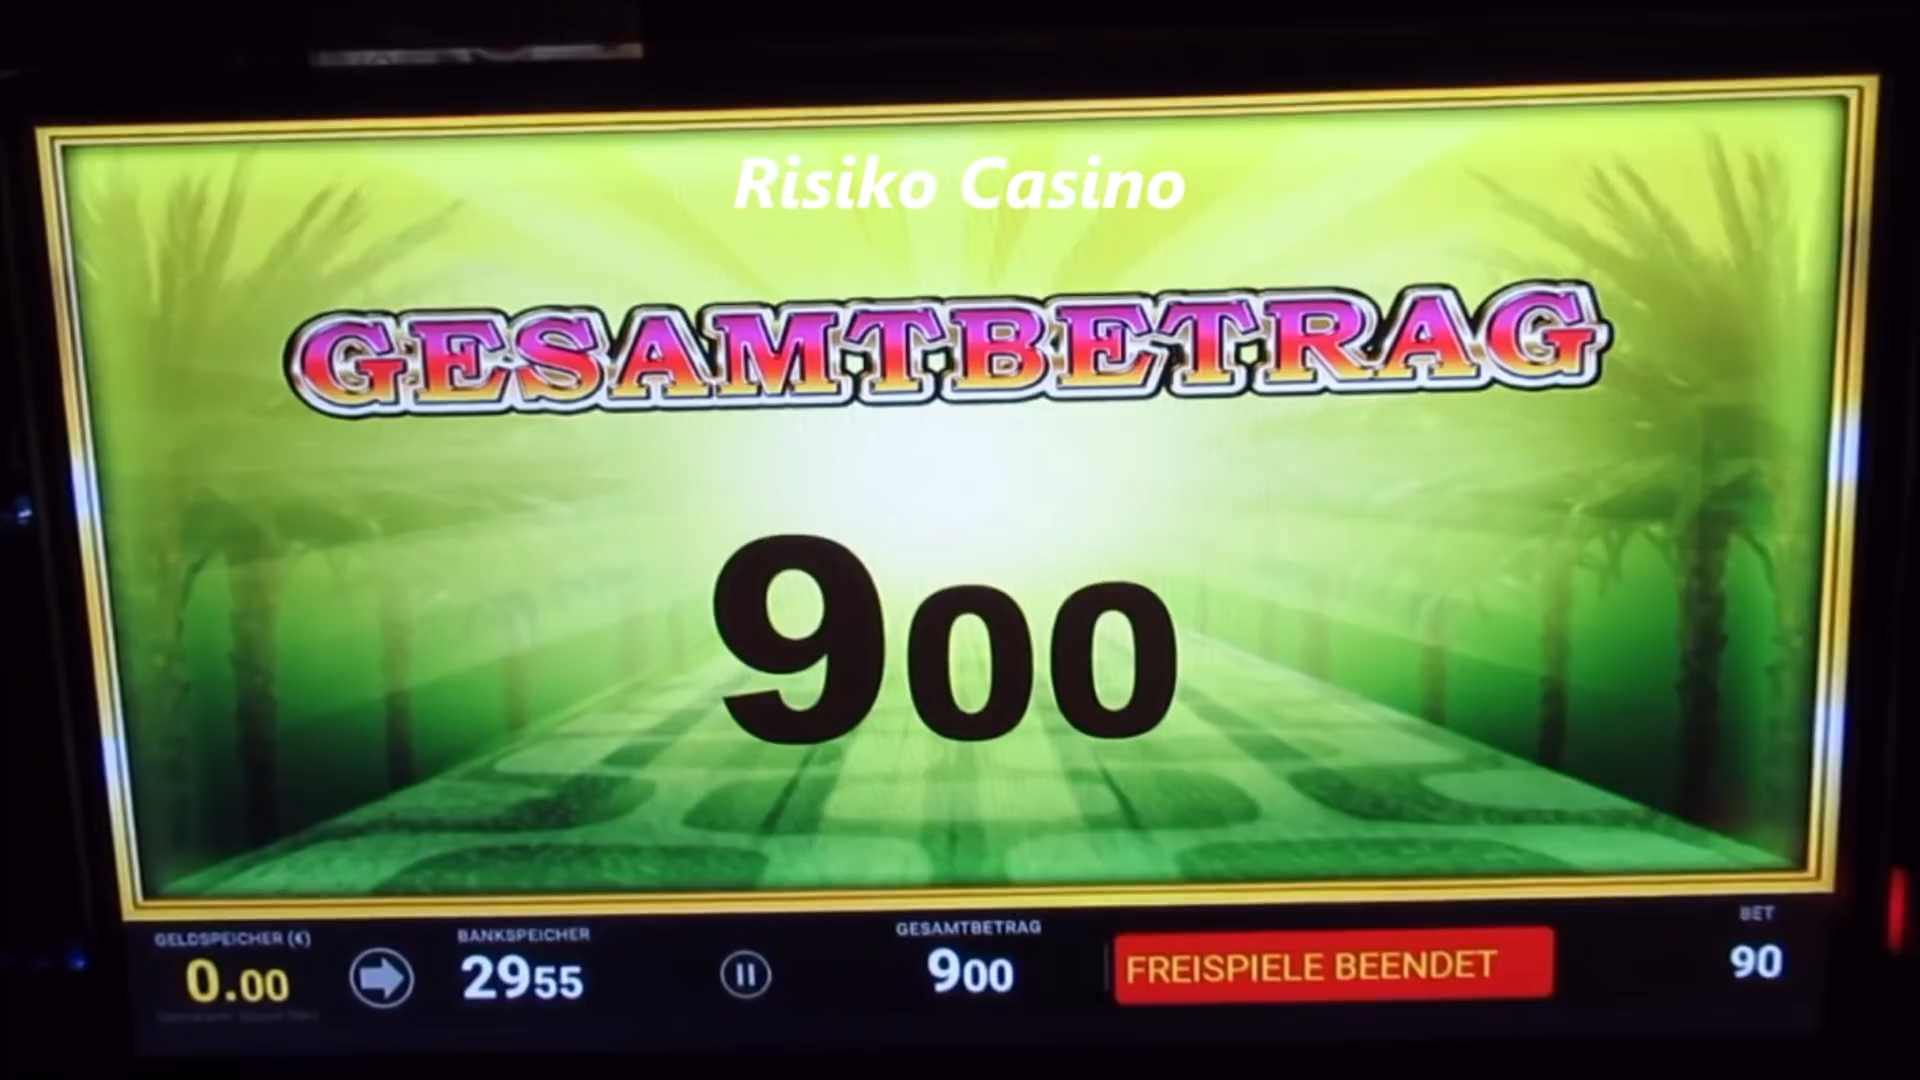 Risiko Casino
GESAMTBETRAG
900
GELDSPEICHER (€)
0.00
BANKSPEICHER
2955
GESAMTBETRAG
900
FREISPIELE BEENDET
BET
90